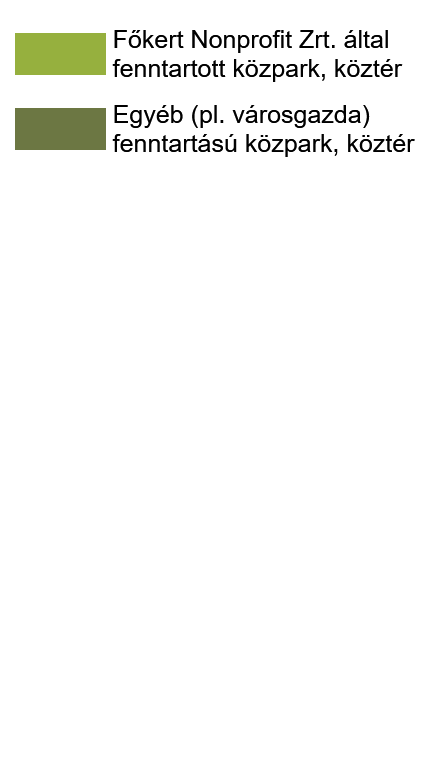 Főkert Nonprofit Zrt. által
fenntartott közpark, köztér
Egyéb (pl. városgazda)
fenntartású közpark, köztér